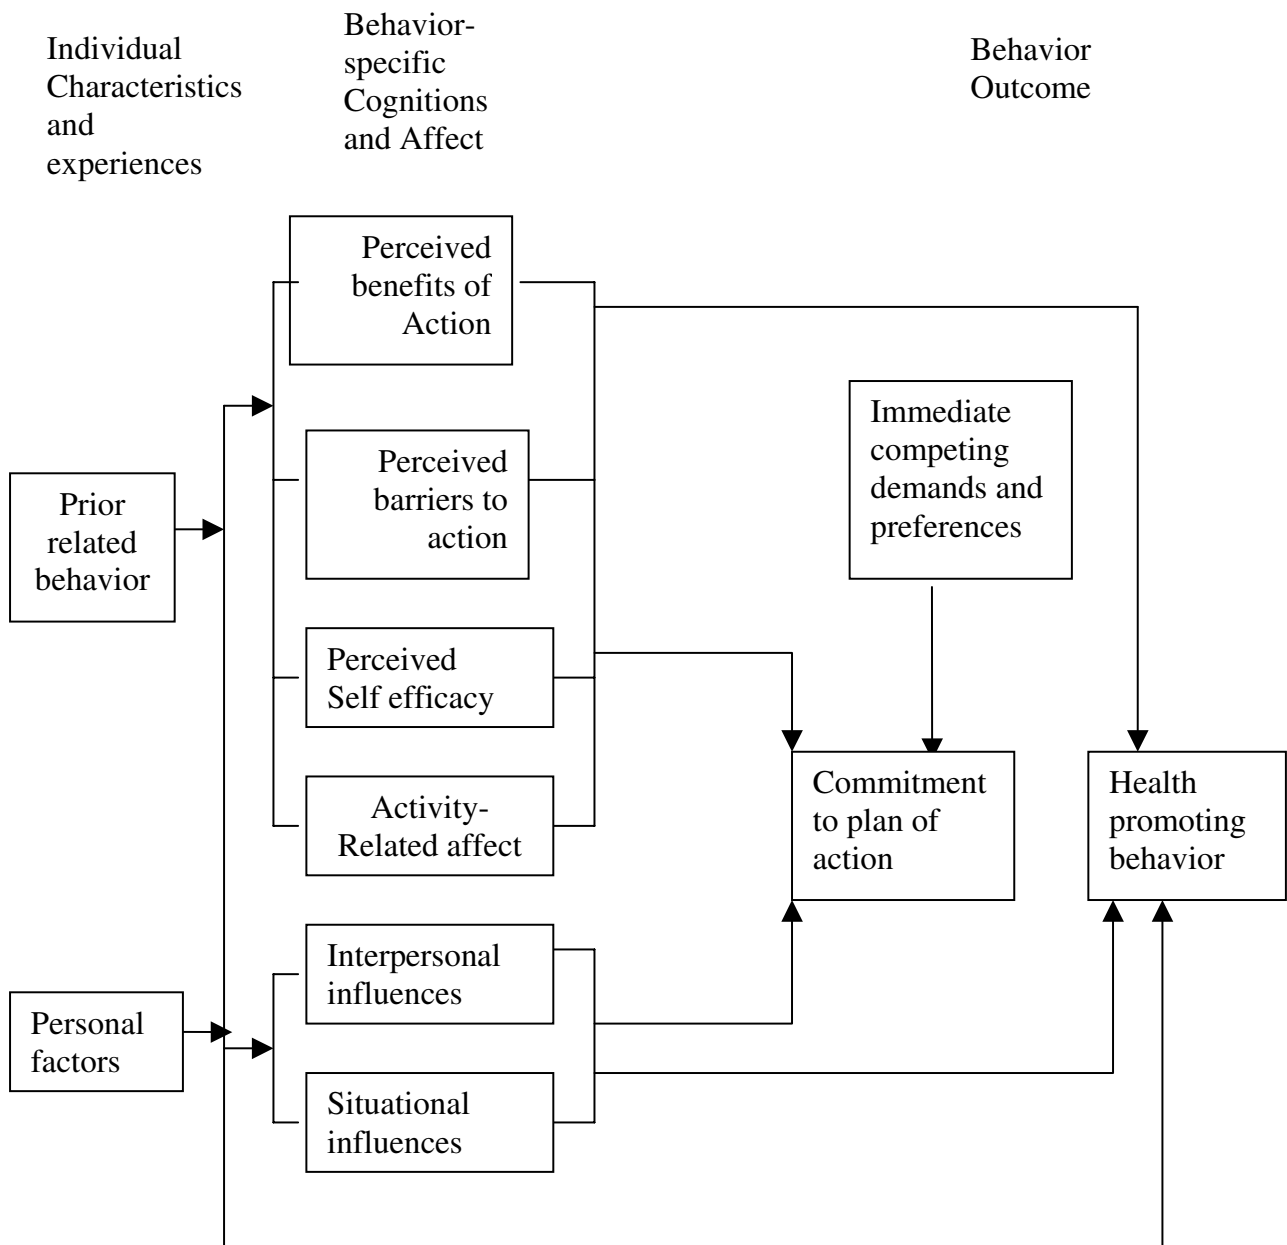 Individual
Characteristics
and
experiences
Behavior-
specific
Cognitions
and Affect
Behavior
Outcome
Perceived
benefits of
Action
Immediate
competing
demands and
preferences
Perceived
barriers to
action
Prior
related
behavior
Perceived
Self efficacy
Activity-
Related affect
Commitment
to plan of
action
Health
promoting
behavior
Interpersonal
influences
Personal
factors
Situational
influences